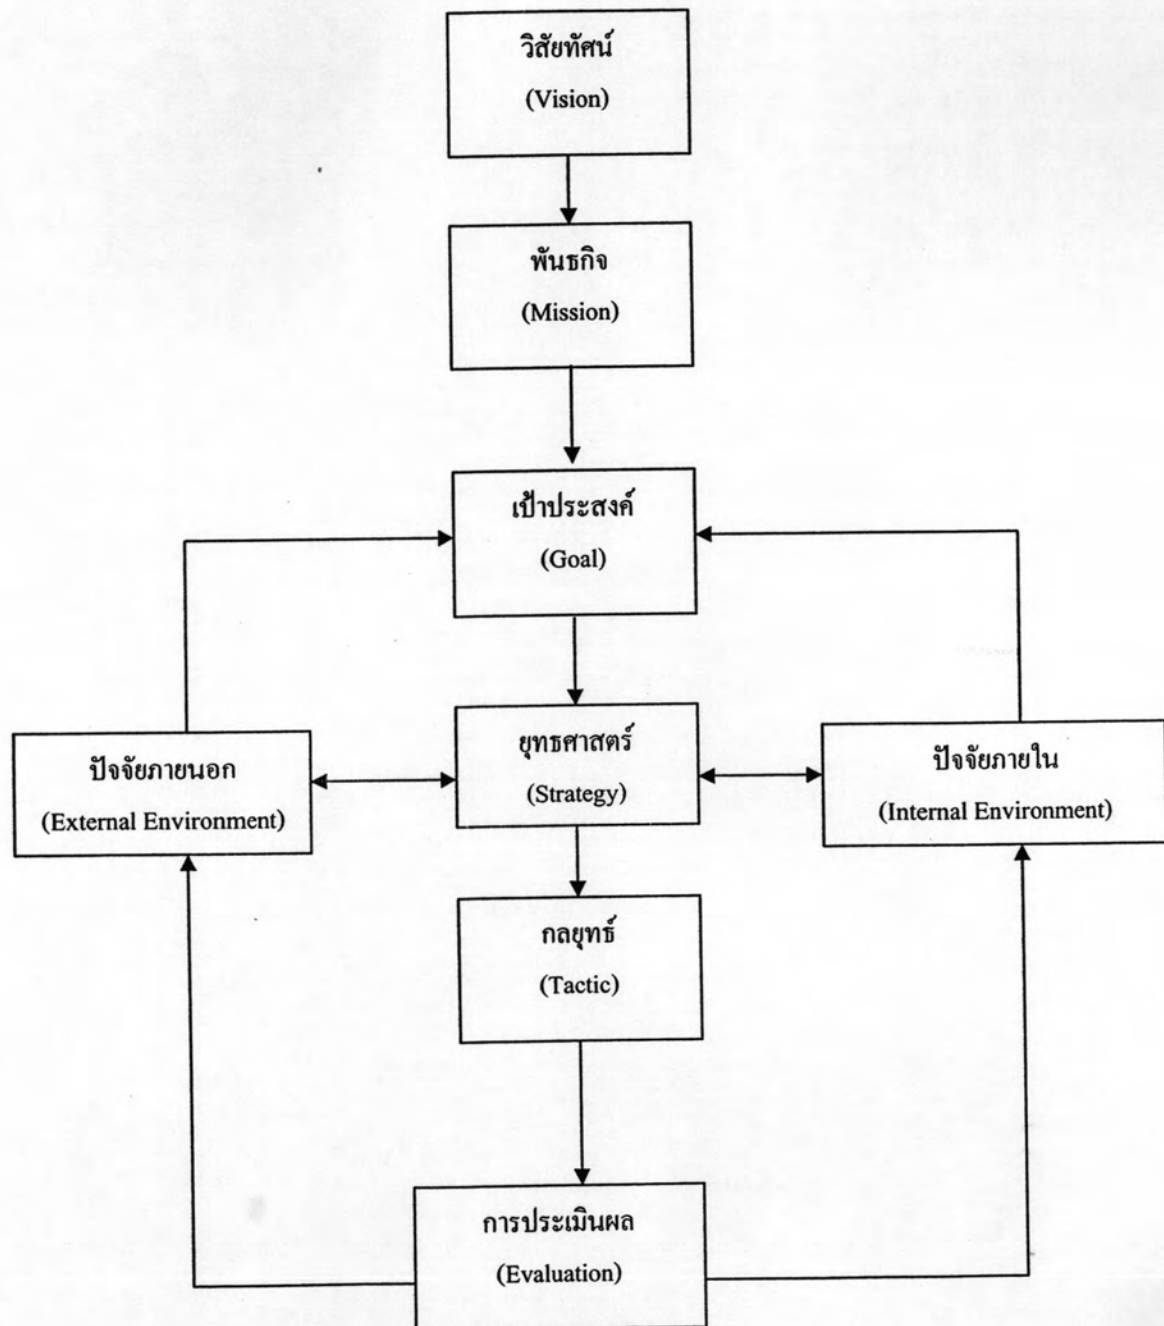 วิสัยทัศน์
(Vision)
พันธกิจ
(Mission)
เป้าประสงค์
(Goal)
ยุทธศาสตร์
(Strategy)
ปัจจัยภายนอก
(External Environment)
ปัจจัยภายใน
(Internal Environment)
กลยุทธ์
(Tactic)
การประเมินผล
(Evaluation)